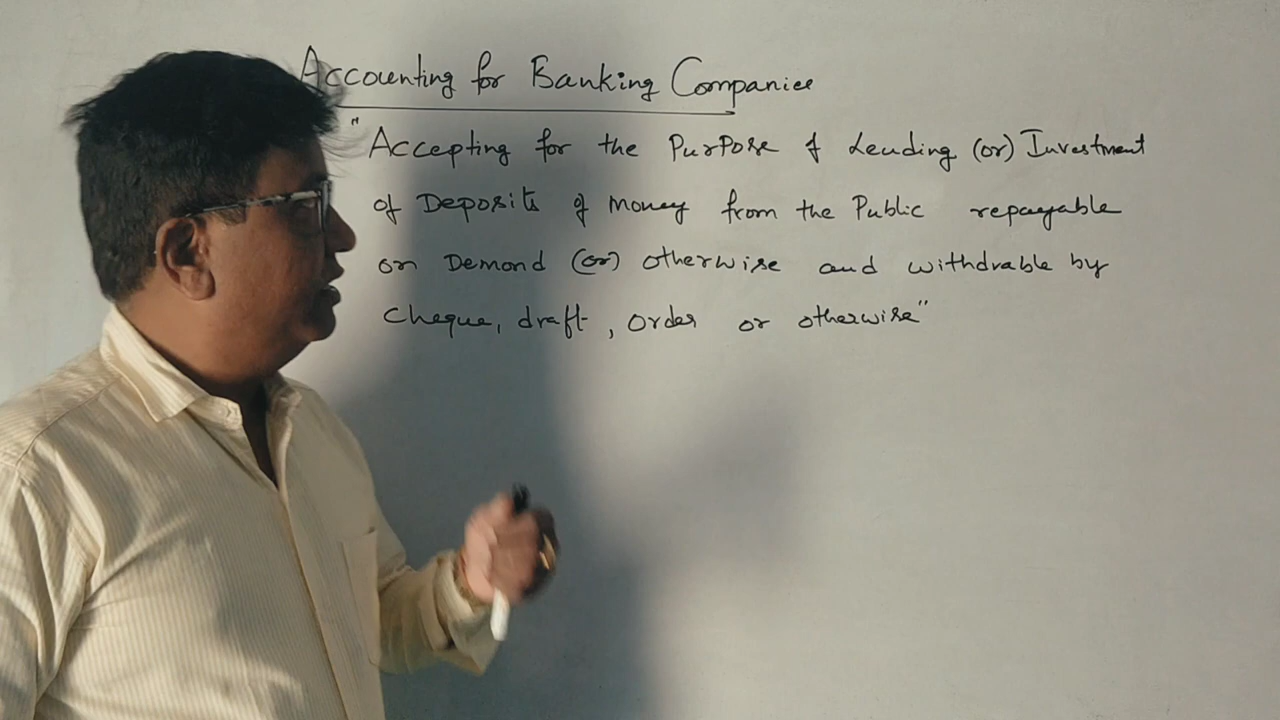 Accounting for Banking Companies
"Accepting for the Purpose of Lending (or) Investment
of Deposits of Money from the Public repayable
on Demond (or) otherwise and withdrable by
Cheque, draft, Order or otherwise"